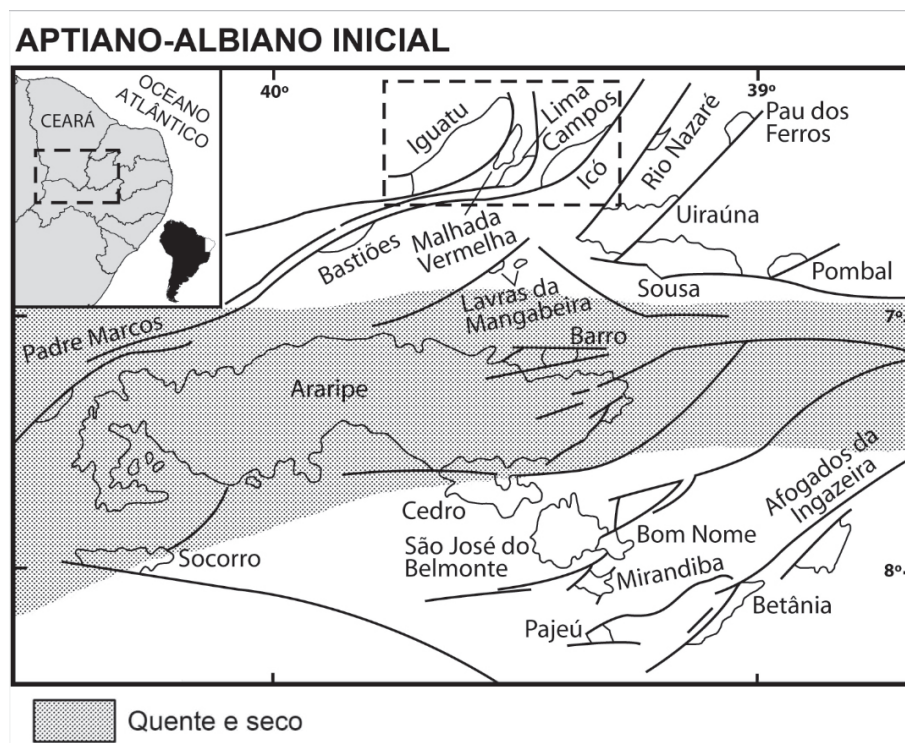 APTIANO-ALBIANO INICIAL
OCEANO
ATLÂNTICO
CEARÁ
40º
39º
Iguatu
Lima
Campos
Icó
Rio Nazaré
Pau dos
Ferros
Bastiões
Malhada
Vermelha
Uiraúna
Lavras da
Mangabeira
Sousa
Pombal
Padre Marcos
7º
Barro
Araripe
Cedro
São José do
Belmonte
Bom Nome
Afogados da
Ingazeira
Socorro
Mirandiba
8º
Pajeú
Betânia
Quente e seco